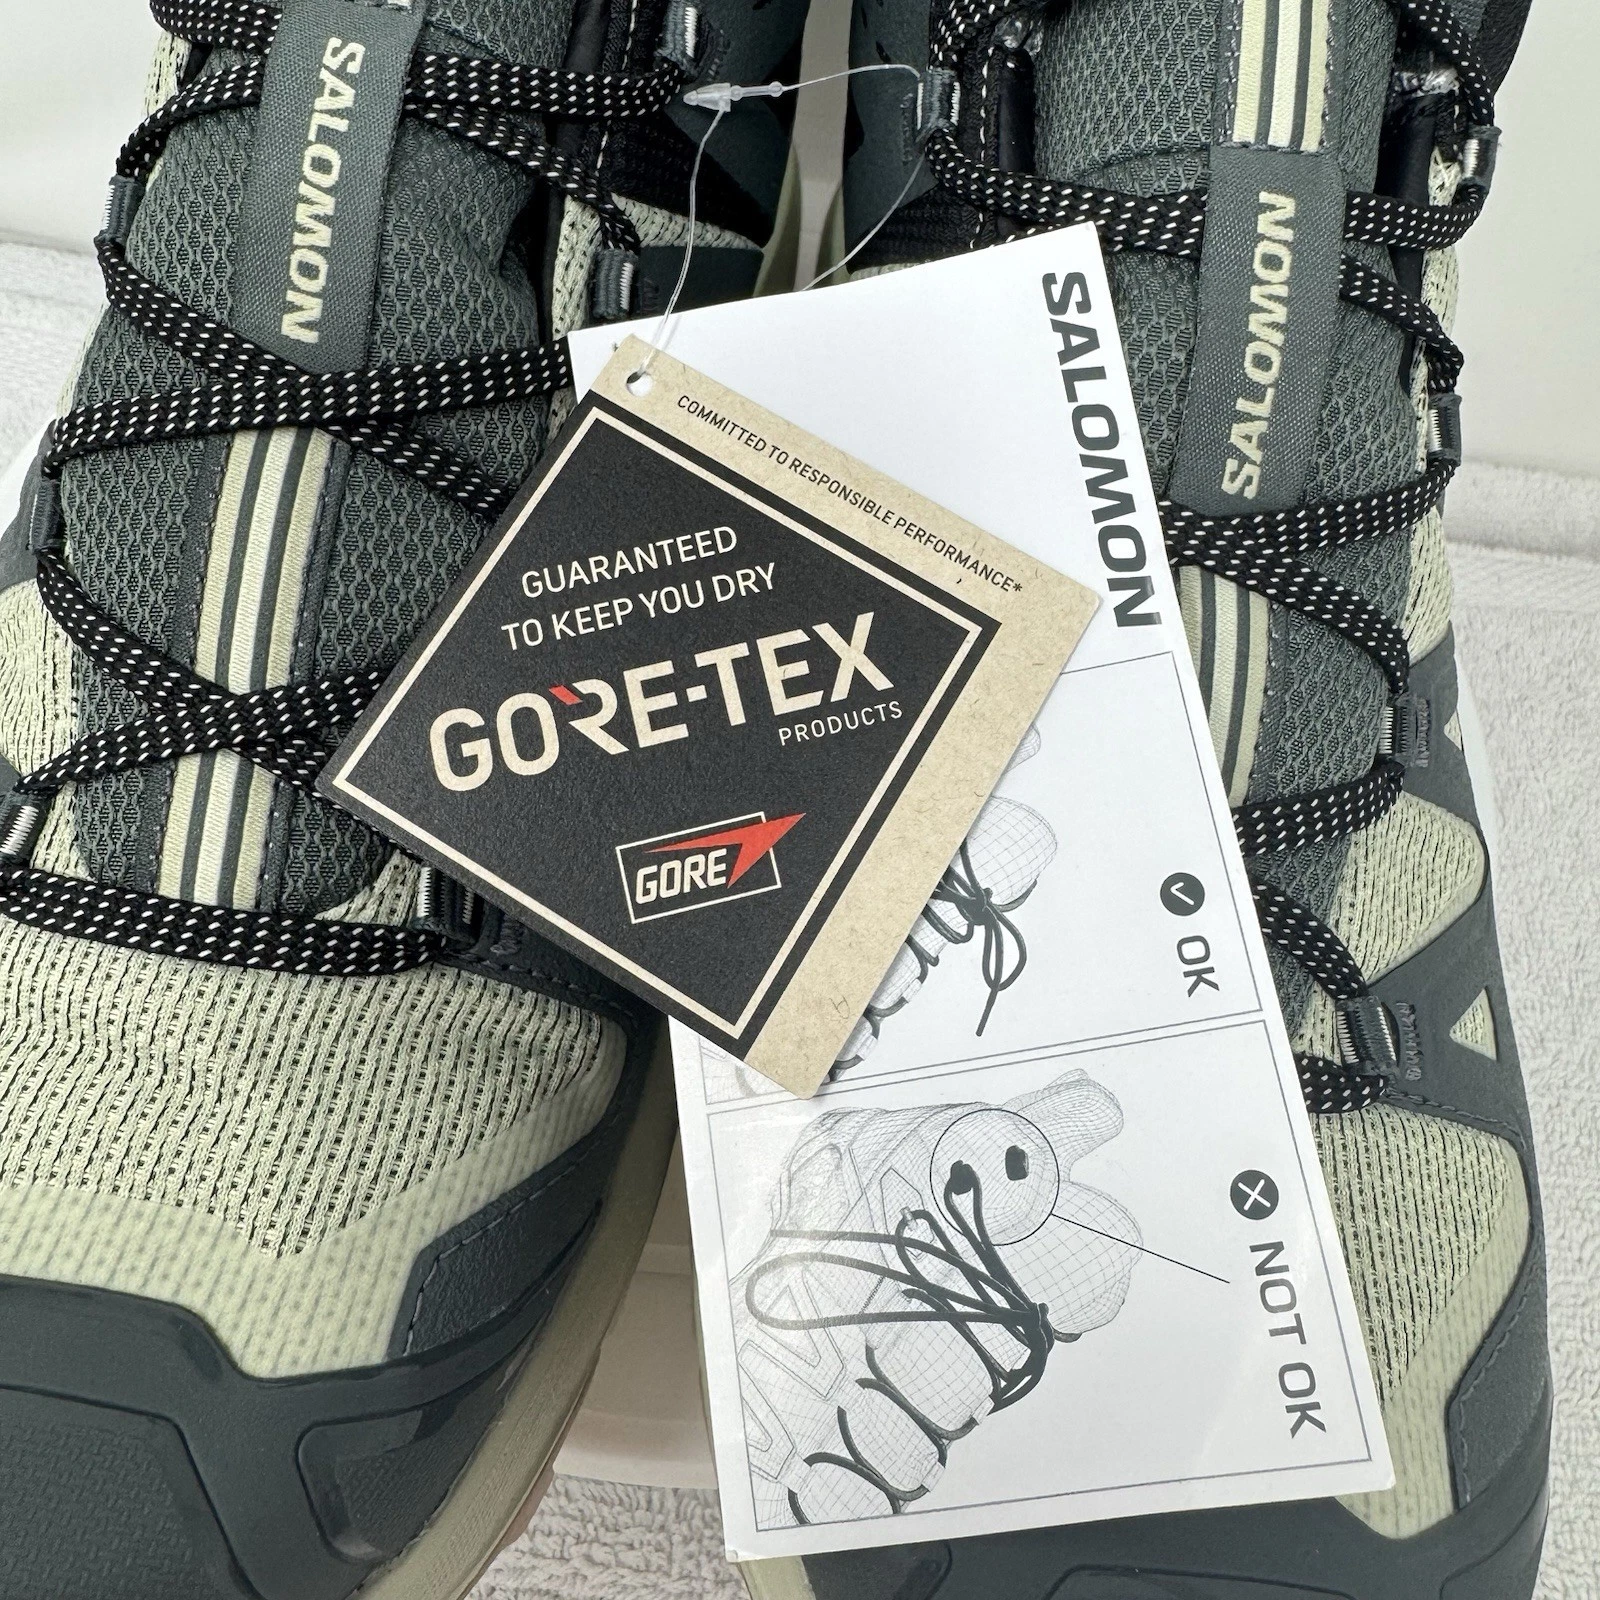 SALOMON
SALOMON
SALOMON
COMMITTED TO RESPONSIBLE PERFORMANCE*
GUARANTEED
TO KEEP YOU DRY
GORE-TEX
PRODUCTS
GORE
OK
NOT OK